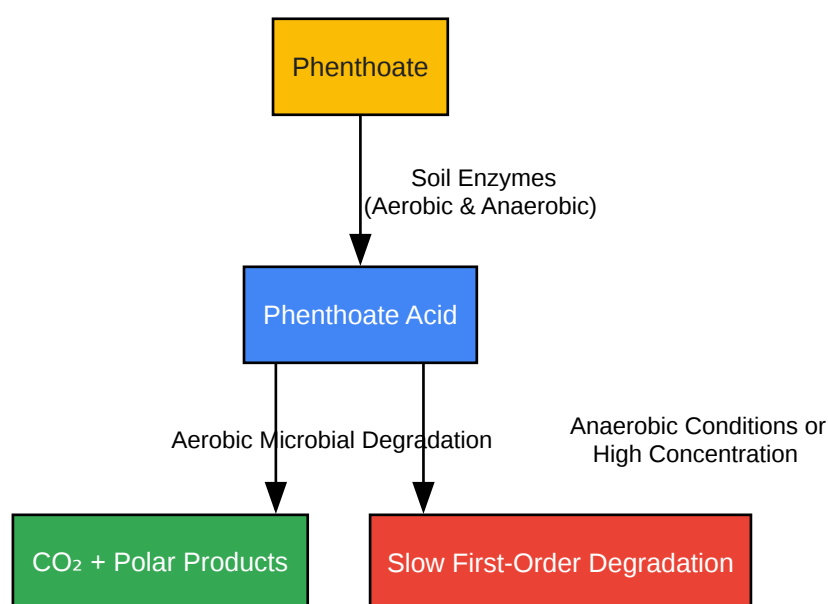 Phenthoate
Soil Enzymes
(Aerobic & Anaerobic)
Phenthoate Acid
Aerobic Microbial Degradation
Anaerobic Conditions or
High Concentration
CO₂ + Polar Products
Slow First-Order Degradation